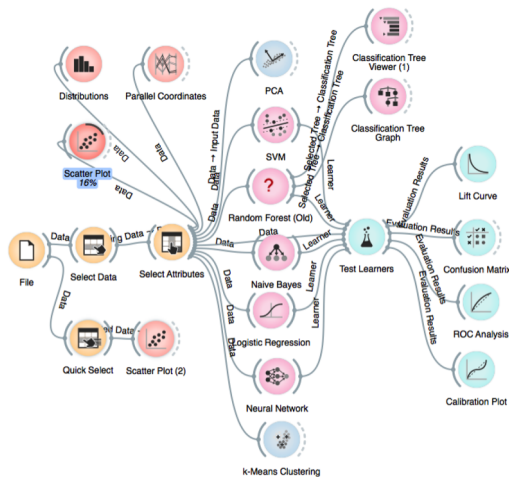 Classification Tree
Viewer (1)
Distributions
Parallel Coordinates
PCA
Data
Data
Data → Input Data
Selected Tree → Classification Tree
Selected Tree → Classification Tree
Classification Tree
Graph
Scatter Plot
16%
Data
SVM
Learner
Evaluation Results
Lift Curve
Random Forest (Old)
Learner
Data
Data
File
Data
Select Data
Select Attributes
Data
Data
Learner
Naive Bayes
Test Learners
Evaluation Results
Confusion Matrix
Data
Learner
Evaluation Results
Evaluation Results
Data
Logistic Regression
Learner
ROC Analysis
Data
Quick Select
Scatter Plot (2)
Neural Network
Calibration Plot
k-Means Clustering